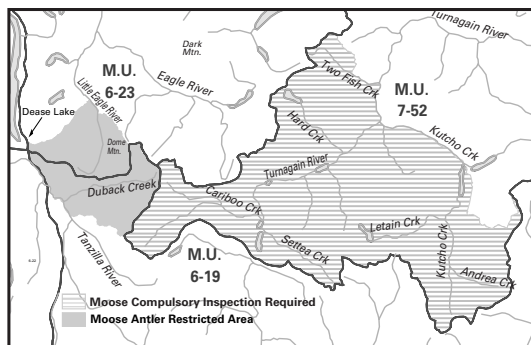 Turnagain River
Dark
Mtn.
M.U.
6-23
Eagle River
Little Eagle River
Two Fish Crk
M.U.
7-52
Dease Lake
Hard Crk
Kutcho Crk
Dome
Mtn.
Turnagain River
Duback Creek
Cariboo Crk
Letain Crk
Settea Crk
Kutcho Crk
Andrea Crk
Tanzilla River
M.U.
6-19
Moose Compulsory Inspection Required
Moose Antler Restricted Area